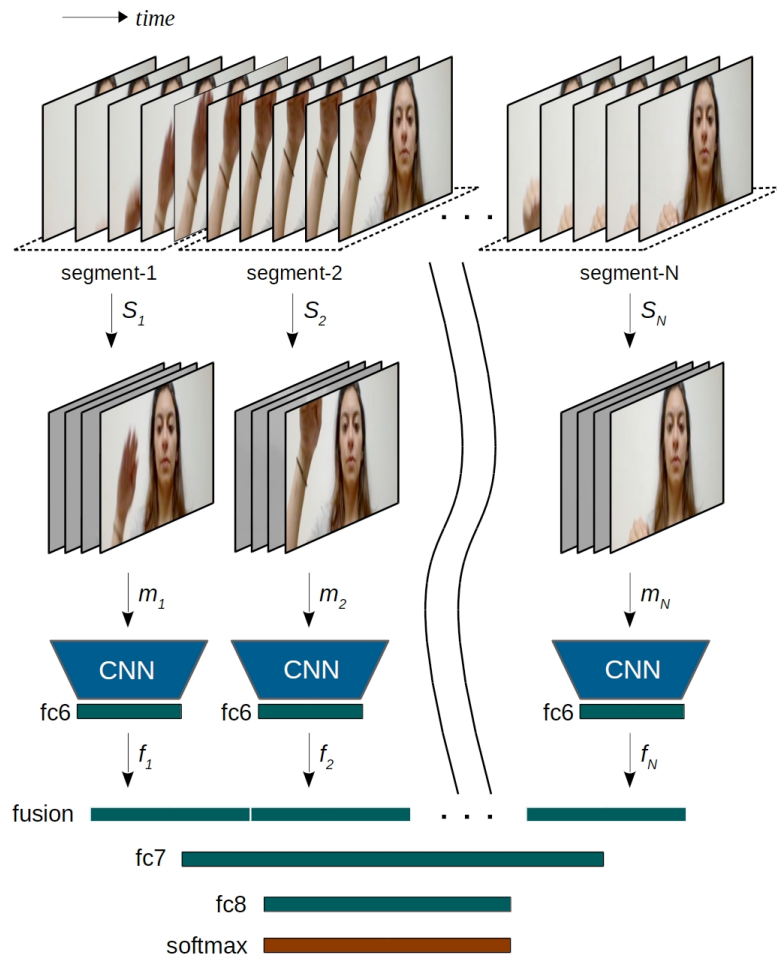 time
. . .
segment-1 segment-2 segment-N
S1 S2 SN
m1 m2 mN
CNN CNN CNN
fc6 fc6 fc6
f1 f2 fN
fusion . . .
fc7
fc8
softmax